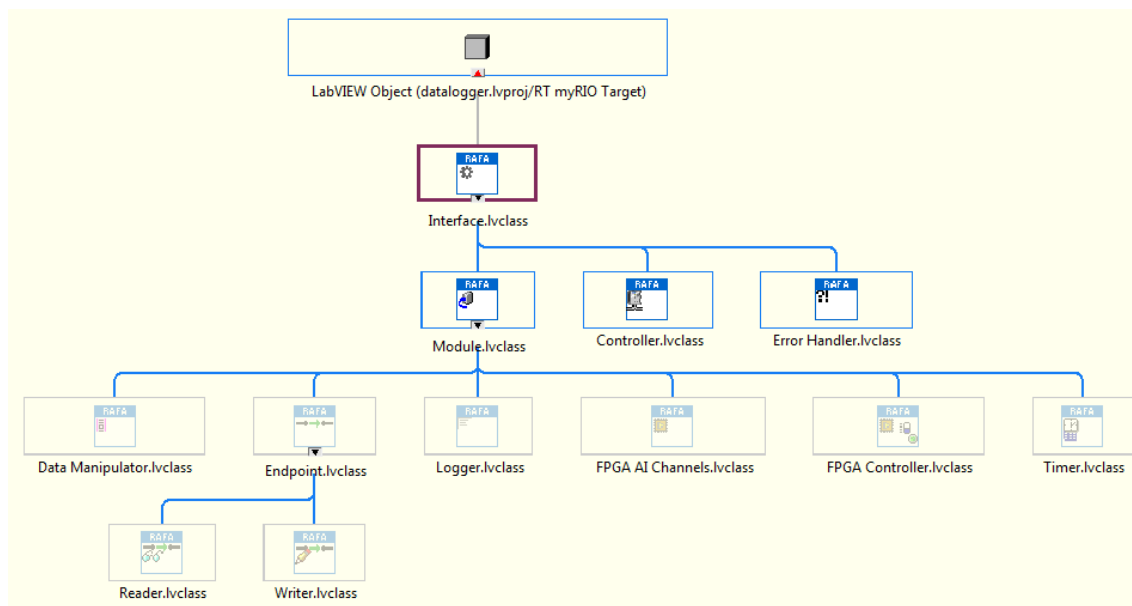 LabVIEW Object (datalogger.lvproj/RT myRIO Target)
RAFA
Interface.lvclass
RAFA
RAFA
RAFA
?!
Module.lvclass
Controller.lvclass
Error Handler.lvclass
RAFA
RAFA
RAFA
RAFA
RAFA
RAFA
Data Manipulator.lvclass
Endpoint.lvclass
Logger.lvclass
FPGA AI Channels.lvclass
FPGA Controller.lvclass
Timer.lvclass
RAFA
RAFA
Reader.lvclass
Writer.lvclass